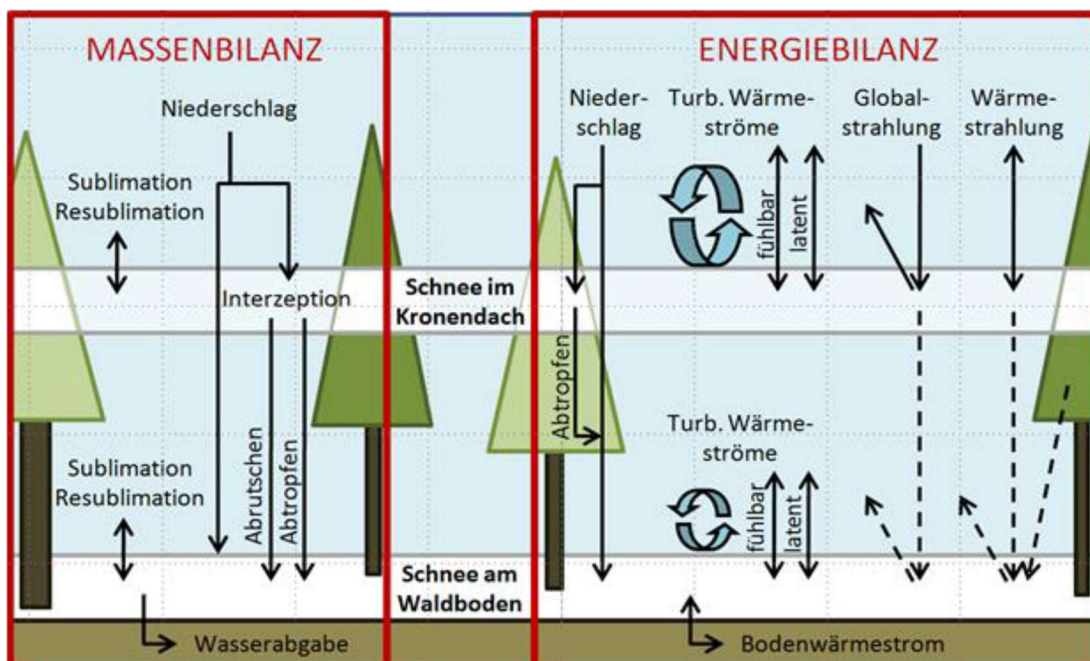 MASSENBILANZ
Niederschlag
Sublimation
Resublimation
Interzeption
Abrutschen
Abtropfen
Sublimation
Resublimation
Wasserabgabe
Schnee im
Kronendach
Schnee am
Waldboden
ENERGIEBILANZ
Nieder-
schlag
Turb. Wärme-
ströme
Global-
strahlung
Wärme-
strahlung
fühlbar
latent
Abtropfen
Turb. Wärme-
ströme
fühlbar
latent
Bodenwärmestrom